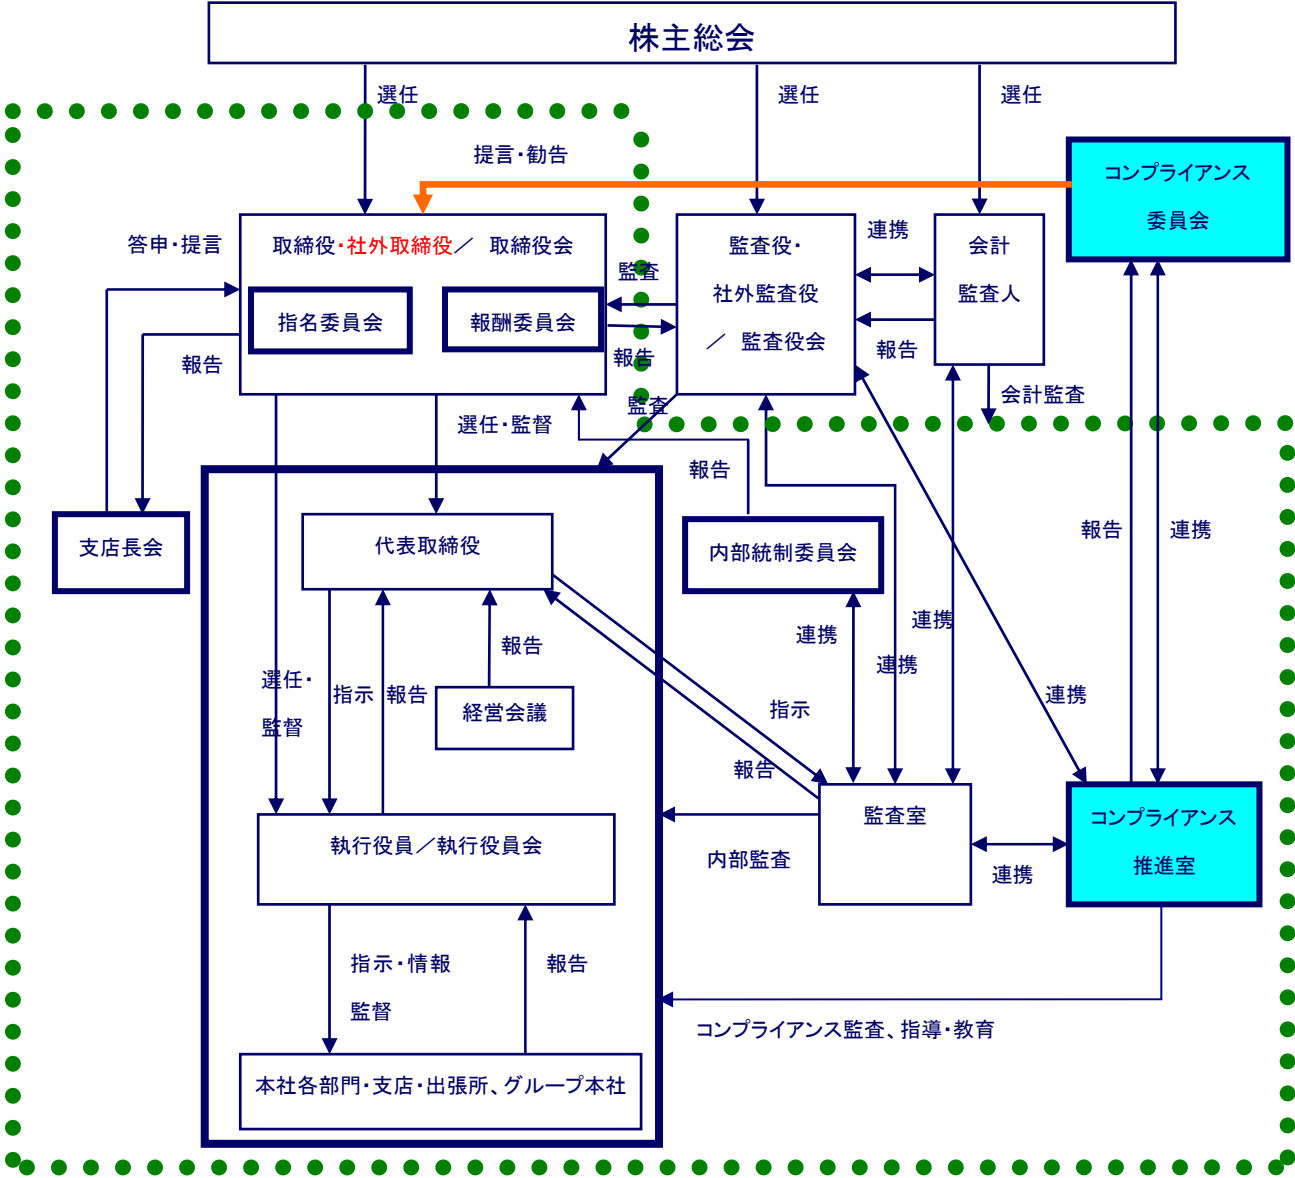 株主総会
選任
選任
選任
提言・勧告
コンプライアンス
委員会
答申・提言
取締役・社外取締役／　取締役会
指名委員会
報酬委員会
監査
報告
監査役・
社外監査役
／　監査役会
連携
報告
会計
監査人
会計監査
報告
選任・監督
監査
報告
支店長会
代表取締役
内部統制委員会
報告
連携
連携
連携
連携
連携
報告
経営会議
選任・
監督
指示
報告
指示
報告
監査室
コンプライアンス
推進室
連携
内部監査
執行役員／執行役員会
指示・情報
監督
報告
コンプライアンス監査、指導・教育
本社各部門・支店・出張所、グループ本社